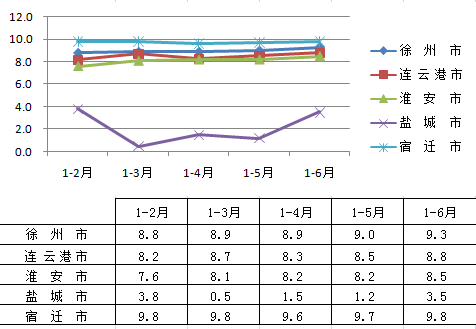 12.0
10.0
8.0
6.0
4.0
2.0
0.0
1-2月 1-3月 1-4月 1-5月 1-6月
徐 州 市
连云港市
淮 安 市
盐 城 市
宿 迁 市
1-2月 1-3月 1-4月 1-5月 1-6月
徐 州 市 8.8 8.9 8.9 9.0 9.3
连云港市 8.2 8.7 8.3 8.5 8.8
淮 安 市 7.6 8.1 8.2 8.2 8.5
盐 城 市 3.8 0.5 1.5 1.2 3.5
宿 迁 市 9.8 9.8 9.6 9.7 9.8